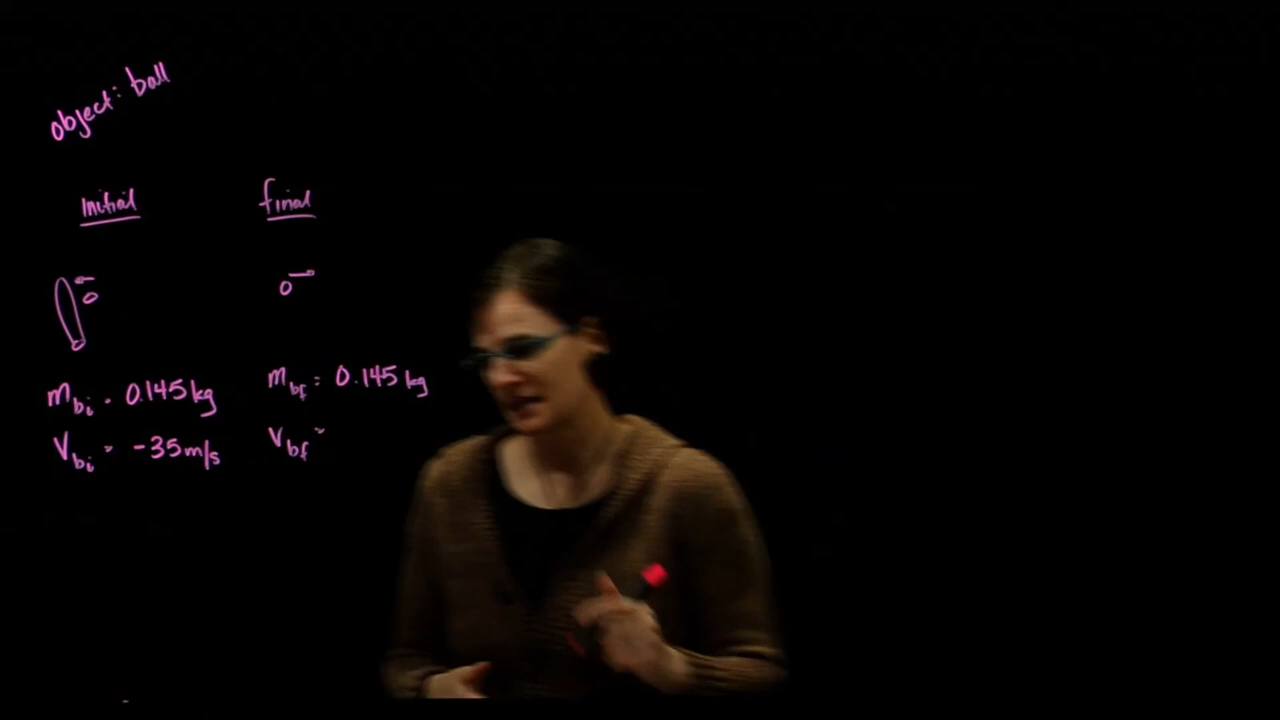 object: ball
Initial
final
m_bi = 0.145 kg
m_bf = 0.145 kg
V_bi = -35 m/s
V_bf =